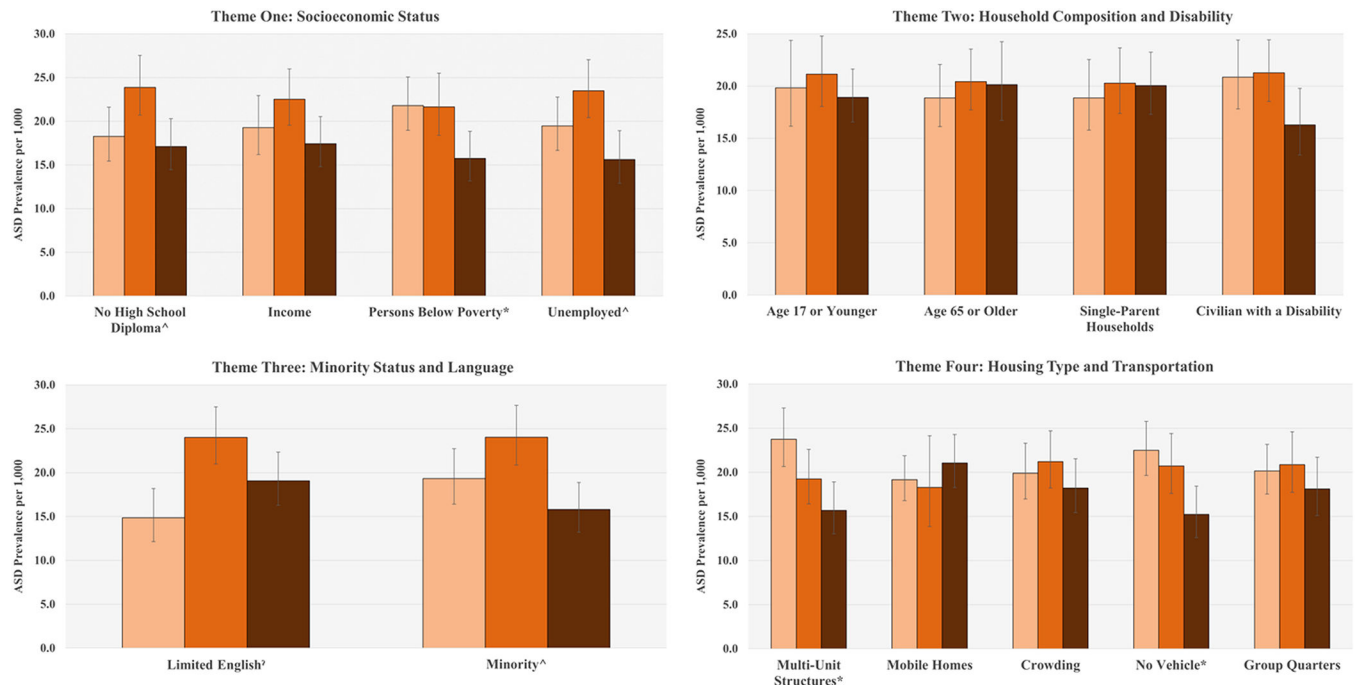 Theme One: Socioeconomic Status
ASD Prevalence per 1,000
30.0
25.0
20.0
15.0
10.0
5.0
0.0
No High School
Diploma^
Income
Persons Below Poverty*
Unemployed^
Theme Two: Household Composition and Disability
ASD Prevalence per 1,000
25.0
20.0
15.0
10.0
5.0
0.0
Age 17 or Younger
Age 65 or Older
Single-Parent
Households
Civilian with a Disability
Theme Three: Minority Status and Language
ASD Prevalence per 1,000
30.0
25.0
20.0
15.0
10.0
5.0
0.0
Limited Englishˀ
Minority^
Theme Four: Housing Type and Transportation
ASD Prevalence per 1,000
30.0
25.0
20.0
15.0
10.0
5.0
0.0
Multi-Unit
Structures*
Mobile Homes
Crowding
No Vehicle*
Group Quarters